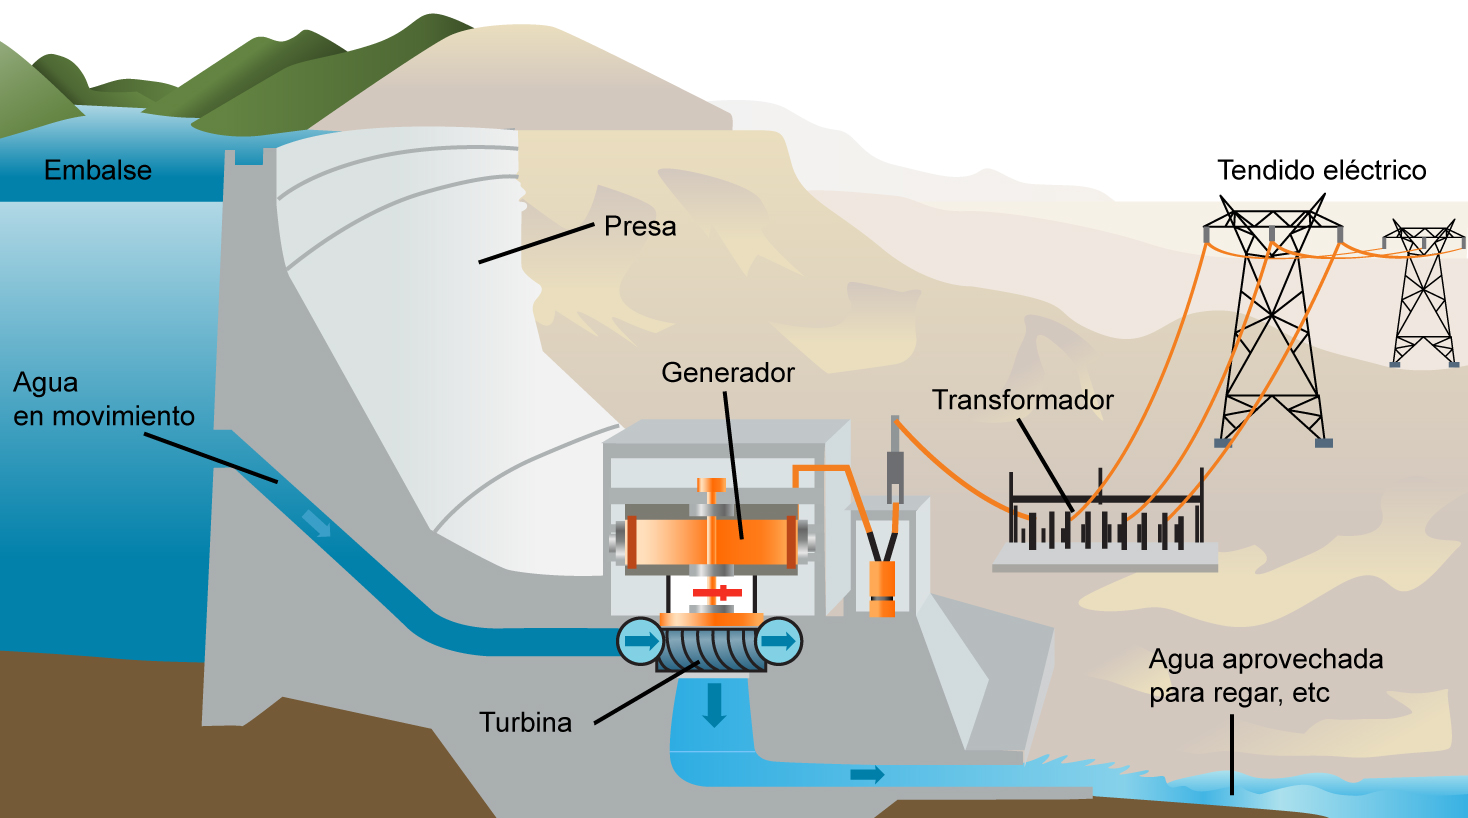 Embalse
Tendido eléctrico
Presa
Agua
en movimiento
Generador
Transformador
Agua aprovechada
para regar, etc
Turbina